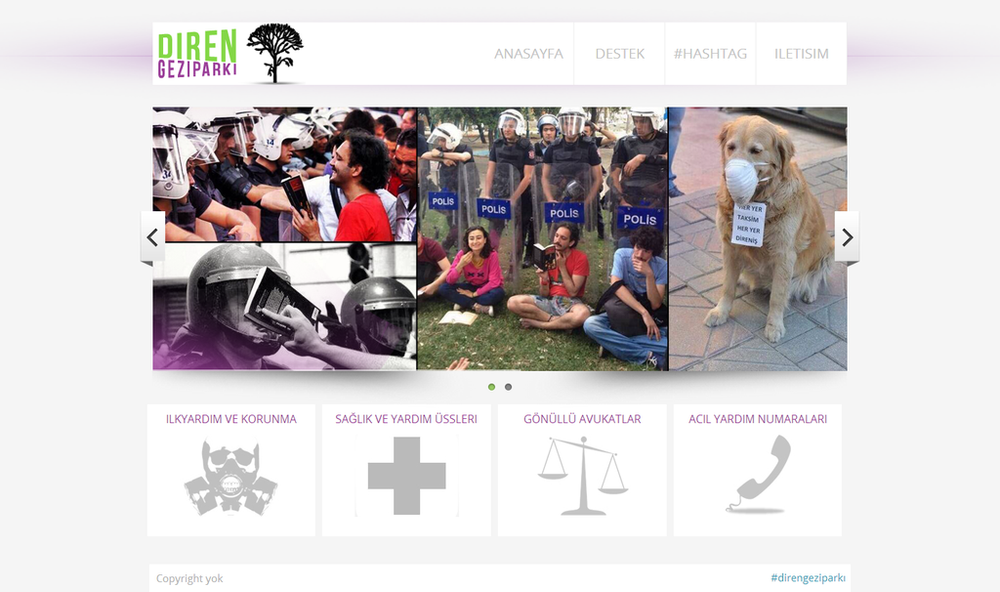 DIREN
GEZIPARKI
ANASAYFA
DESTEK
#HASHTAG
ILETISIM
34
POLİS
POLİS
POLİS
POLİS
HER YER
TAKSİM
HER YER
DİRENİŞ
ILKYARDIM VE KORUNMA
SAĞLIK VE YARDIM ÜSSLERI
GÖNÜLLÜ AVUKATLAR
ACIL YARDIM NUMARALARI
Copyright yok
#direngeziparkı